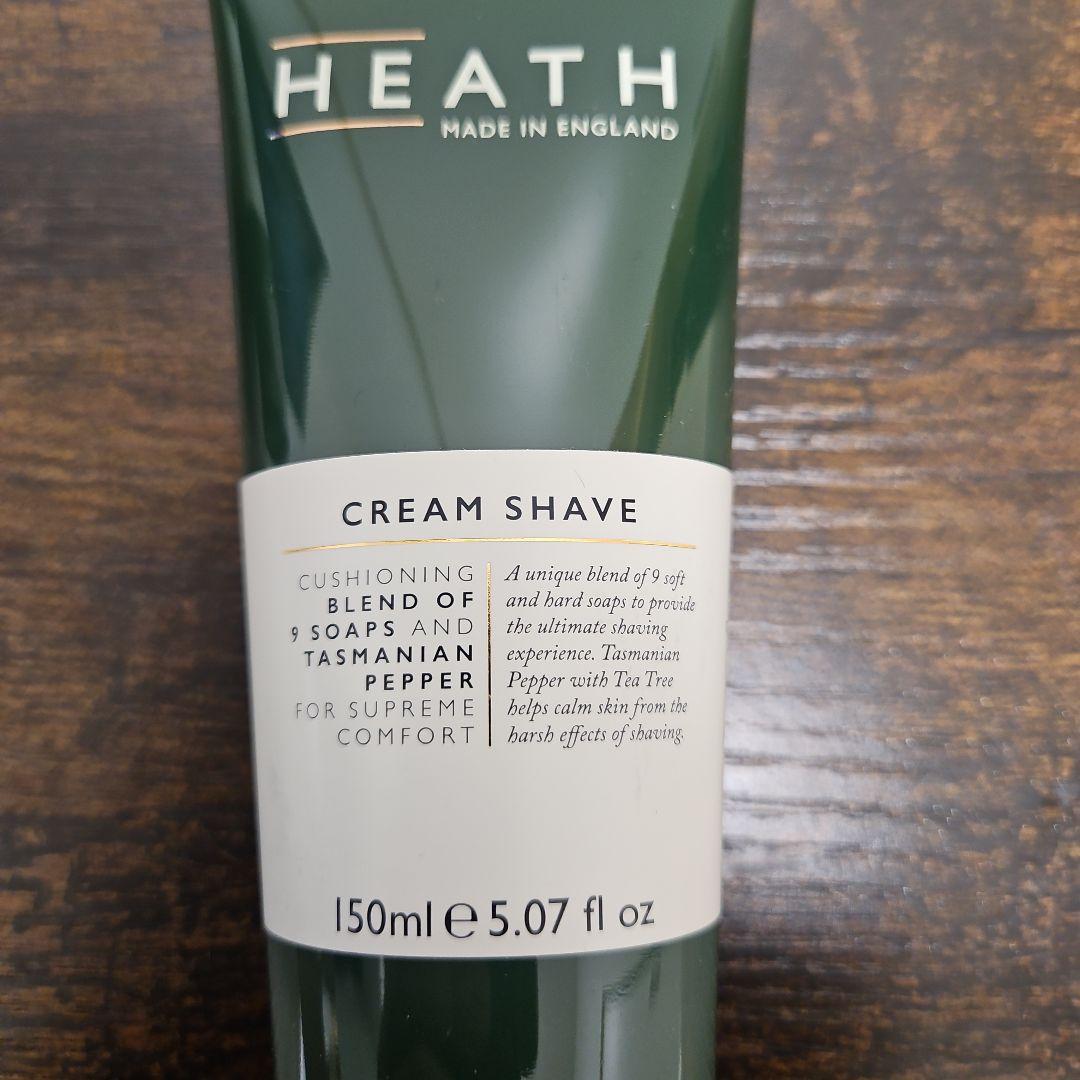 HEATH
MADE IN ENGLAND
CREAM SHAVE
CUSHIONING
BLEND OF
9 SOAPS AND
TASMANIAN
PEPPER
FOR SUPREME
COMFORT
A unique blend of 9 soft
and hard soaps to provide
the ultimate shaving
experience. Tasmanian
Pepper with Tea Tree
helps calm skin from the
harsh effects of shaving.
150ml e 5.07 fl oz